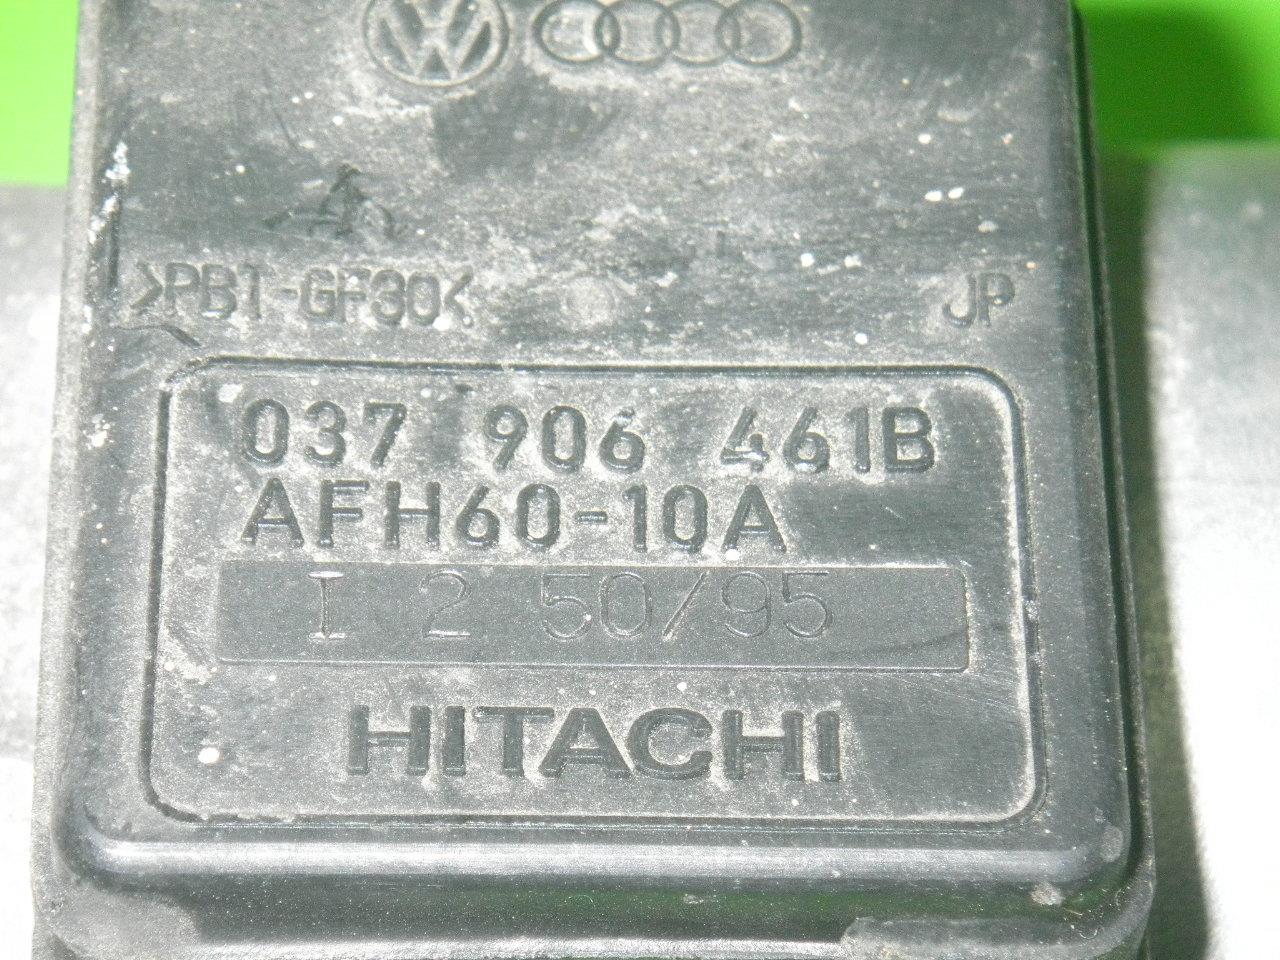 >PBT-GF30< JP
037 906 461B
AFH60-10A
I 2 50/95
HITACHI